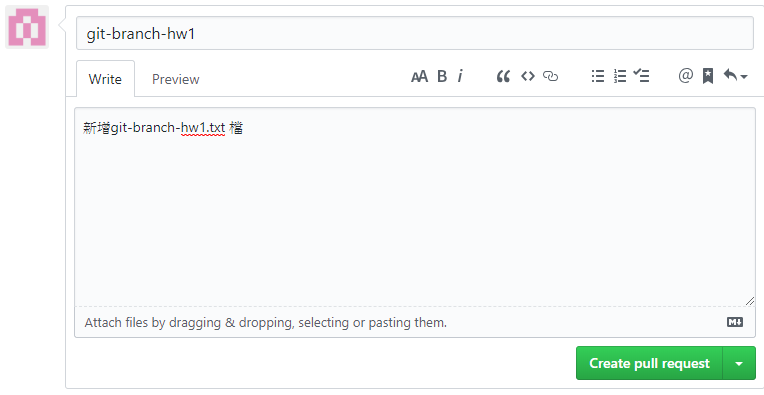 git-branch-hw1
Write Preview AA B i @
新增git-branch-hw1.txt 檔
Attach files by dragging & dropping, selecting or pasting them.
Create pull request